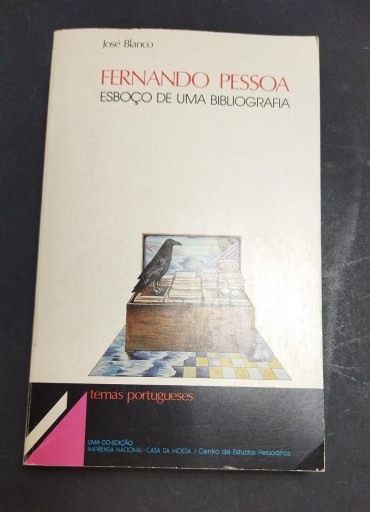 José Blanco
FERNANDO PESSOA
ESBOÇO DE UMA BIBLIOGRAFIA
temas portugueses
UMA CO-EDIÇÃO
IMPRENSA NACIONAL-CASA DA MOEDA / Centro de Estudos Pessoanos